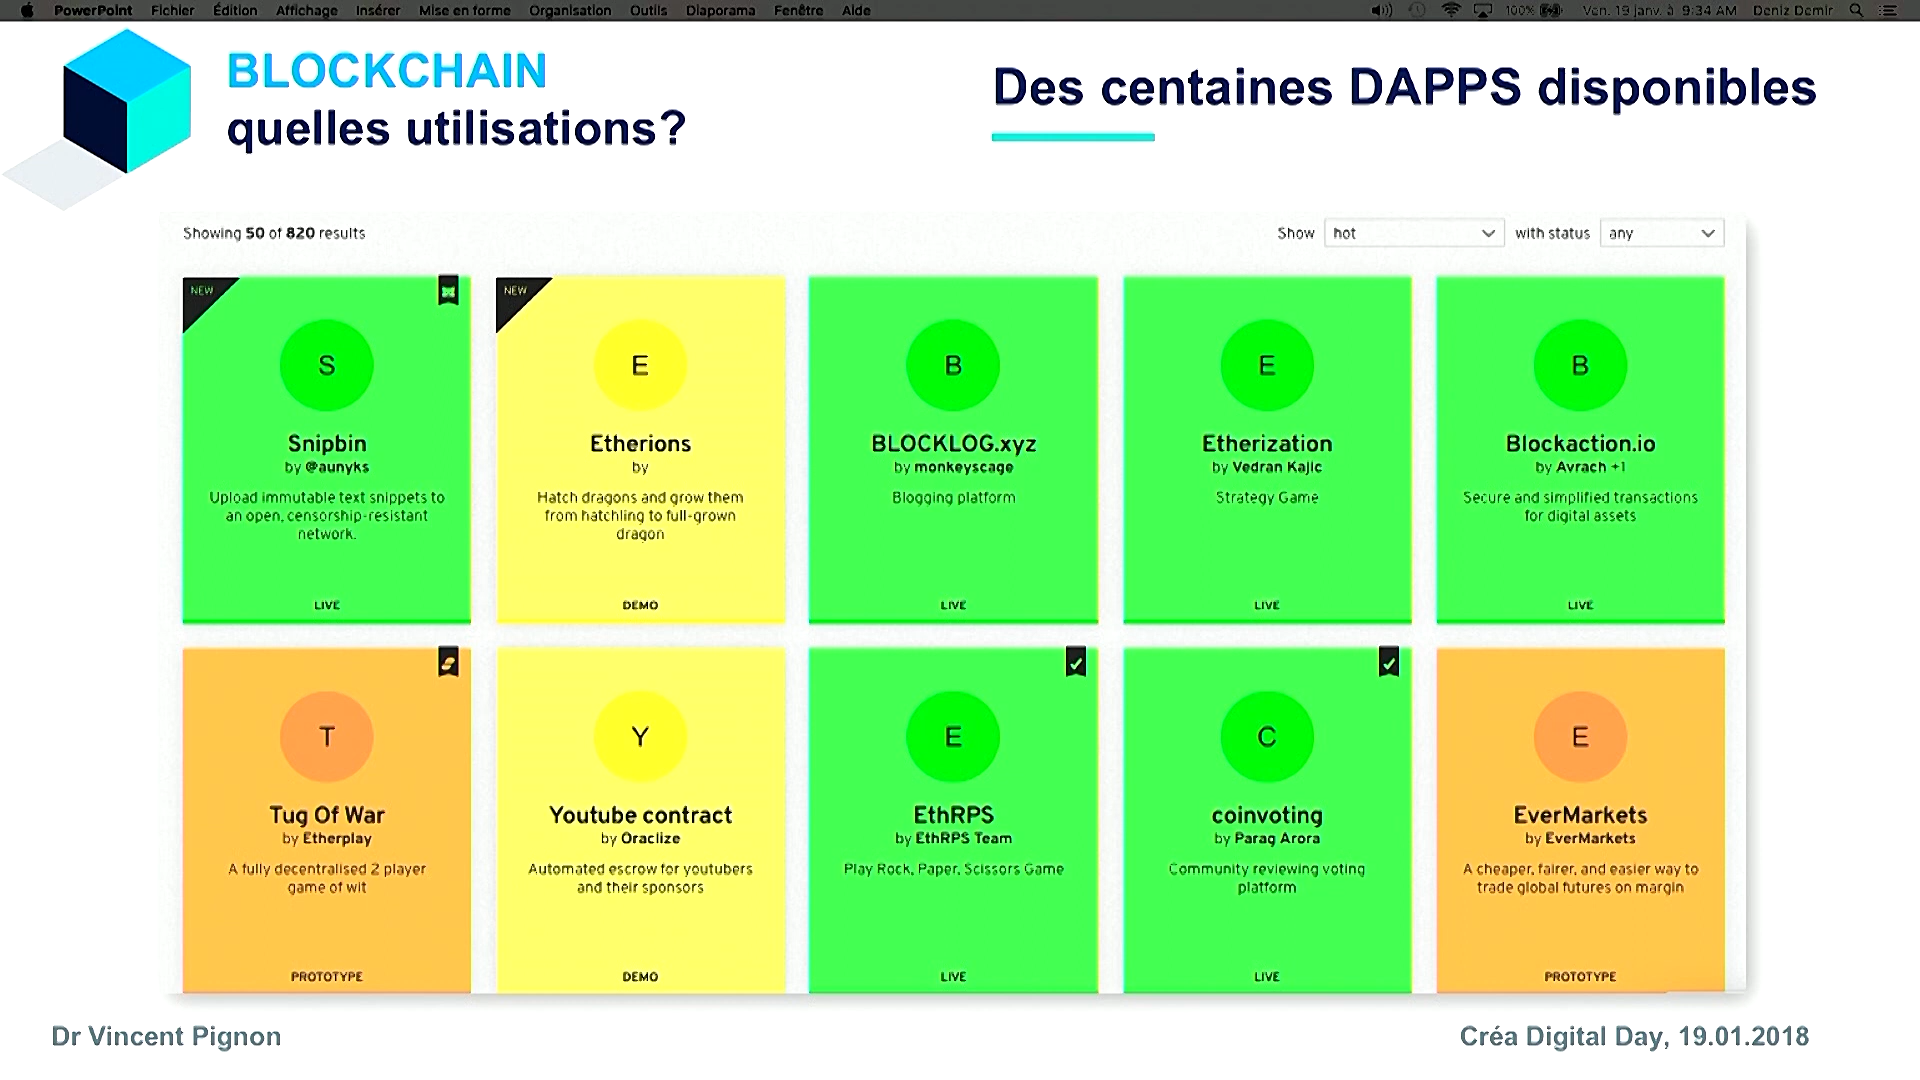 PowerPoint Fichier Édition Affichage Insérer Mise en forme Organisation Outils Diaporama Fenêtre Aide 100% Ven. 19 janv. à 9:34 AM Deniz Demir
BLOCKCHAIN
quelles utilisations?
Des centaines DAPPS disponibles
Showing 50 of 820 results
Show hot with status any
NEW
S
Snipbin
by @aunyks
Upload immutable text snippets to
an open, censorship-resistant
network.
LIVE
NEW
E
Etherions
by
Hatch dragons and grow them
from hatchling to full-grown
dragon
DEMO
B
BLOCKLOG.xyz
by monkeyscage
Blogging platform
LIVE
E
Etherization
by Vedran Kajic
Strategy Game
LIVE
B
Blockaction.io
by Avrach +1
Secure and simplified transactions
for digital assets
LIVE
T
Tug Of War
by Etherplay
A fully decentralised 2 player
game of wit
PROTOTYPE
Y
Youtube contract
by Oraclize
Automated escrow for youtubers
and their sponsors
DEMO
E
EthRPS
by EthRPS Team
Play Rock, Paper, Scissors Game
LIVE
C
coinvoting
by Parag Arora
Community reviewing voting
platform
LIVE
E
EverMarkets
by EverMarkets
A cheaper, fairer, and easier way to
trade global futures on margin
PROTOTYPE
Dr Vincent Pignon
Créa Digital Day, 19.01.2018